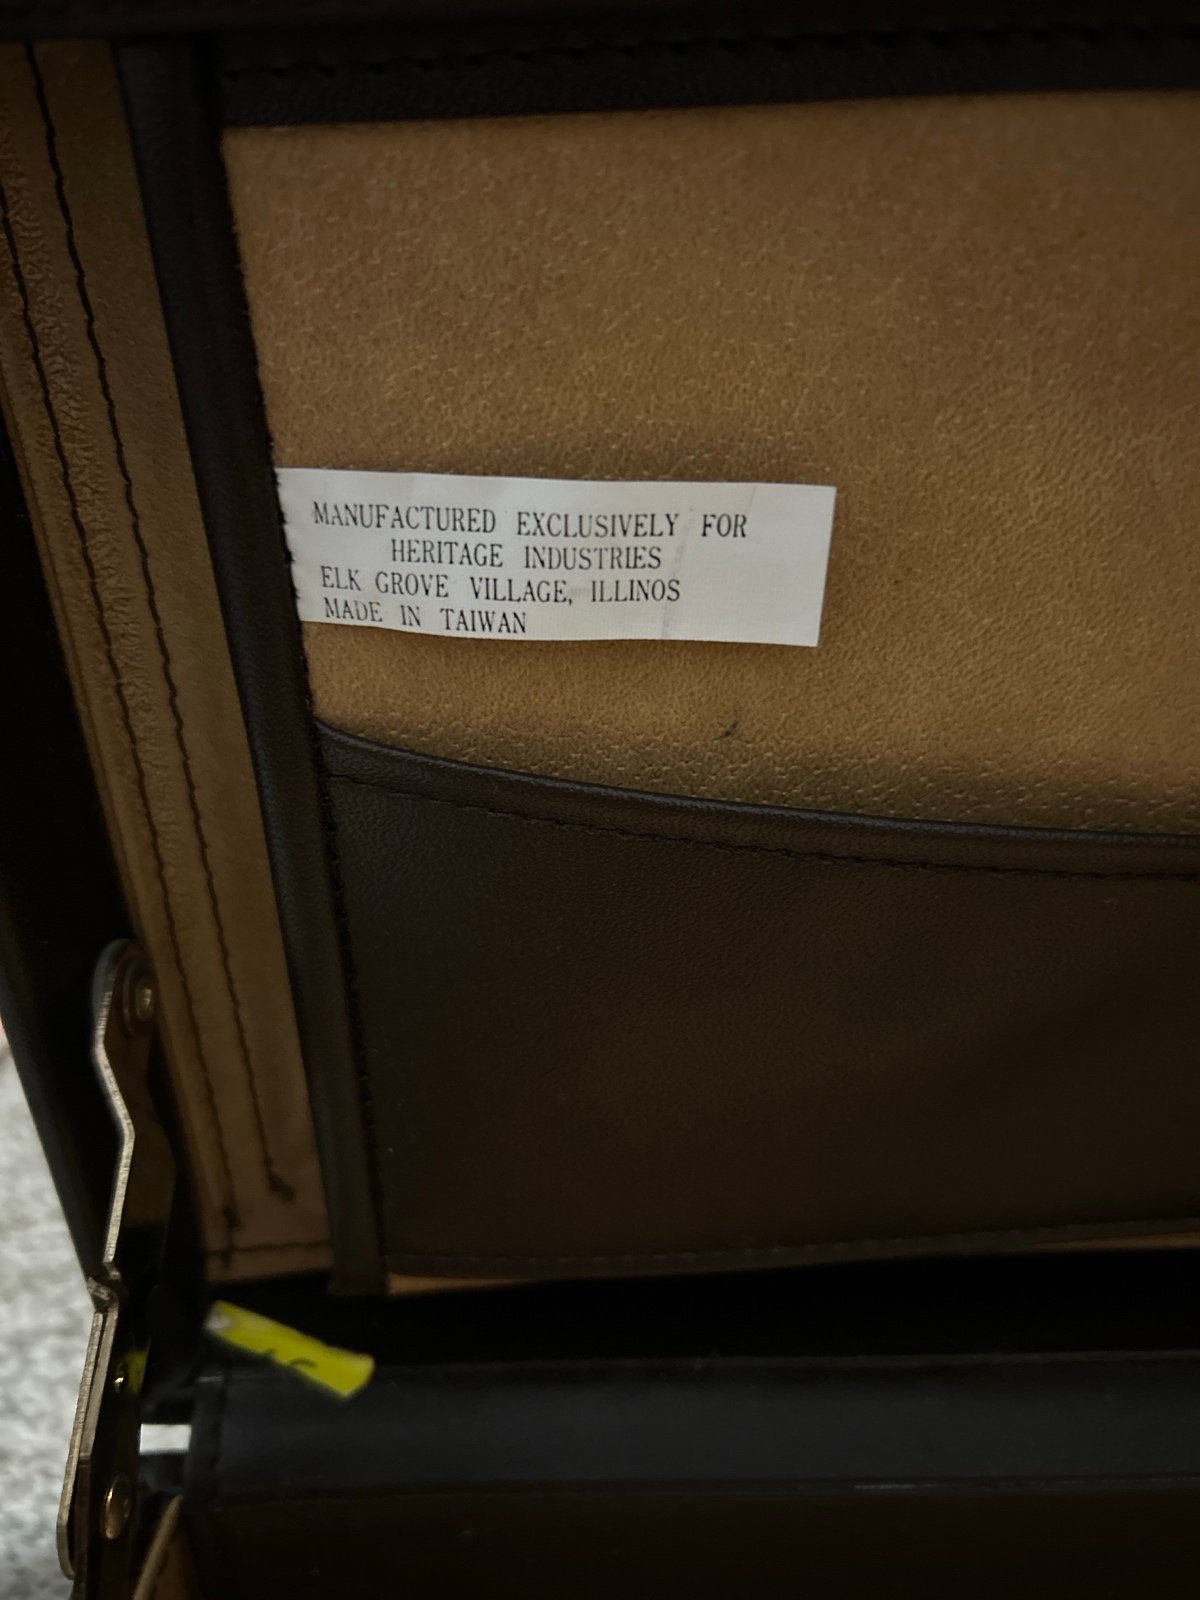 MANUFACTURED EXCLUSIVELY FOR
HERITAGE INDUSTRIES
ELK GROVE VILLAGE, ILLINOS
MADE IN TAIWAN